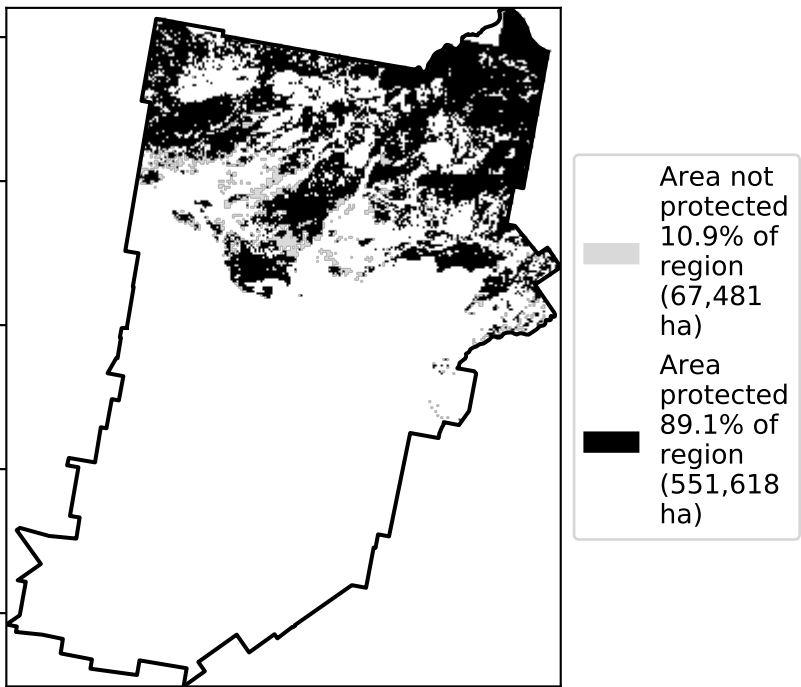 Area not
protected
10.9% of
region
(67,481
ha)
Area
protected
89.1% of
region
(551,618
ha)